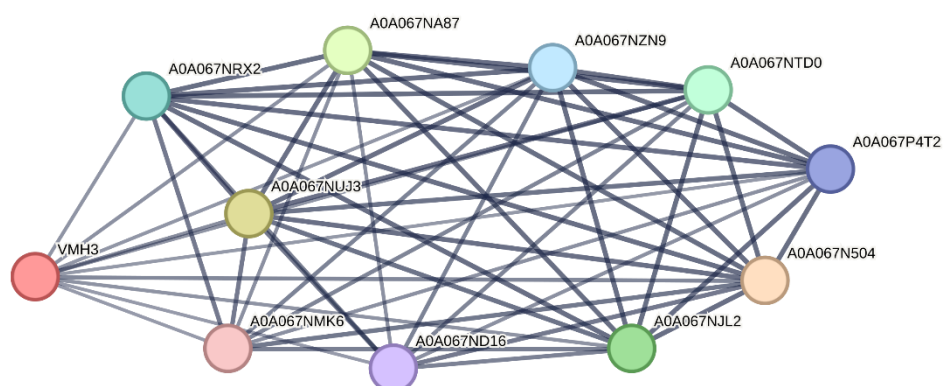 A0A067NA87
A0A067NZN9
A0A067NTD0
A0A067NRX2
A0A067P4T2
A0A067NUJ3
VMH3
A0A067N504
A0A067NMK6
A0A067NJL2
A0A067ND16